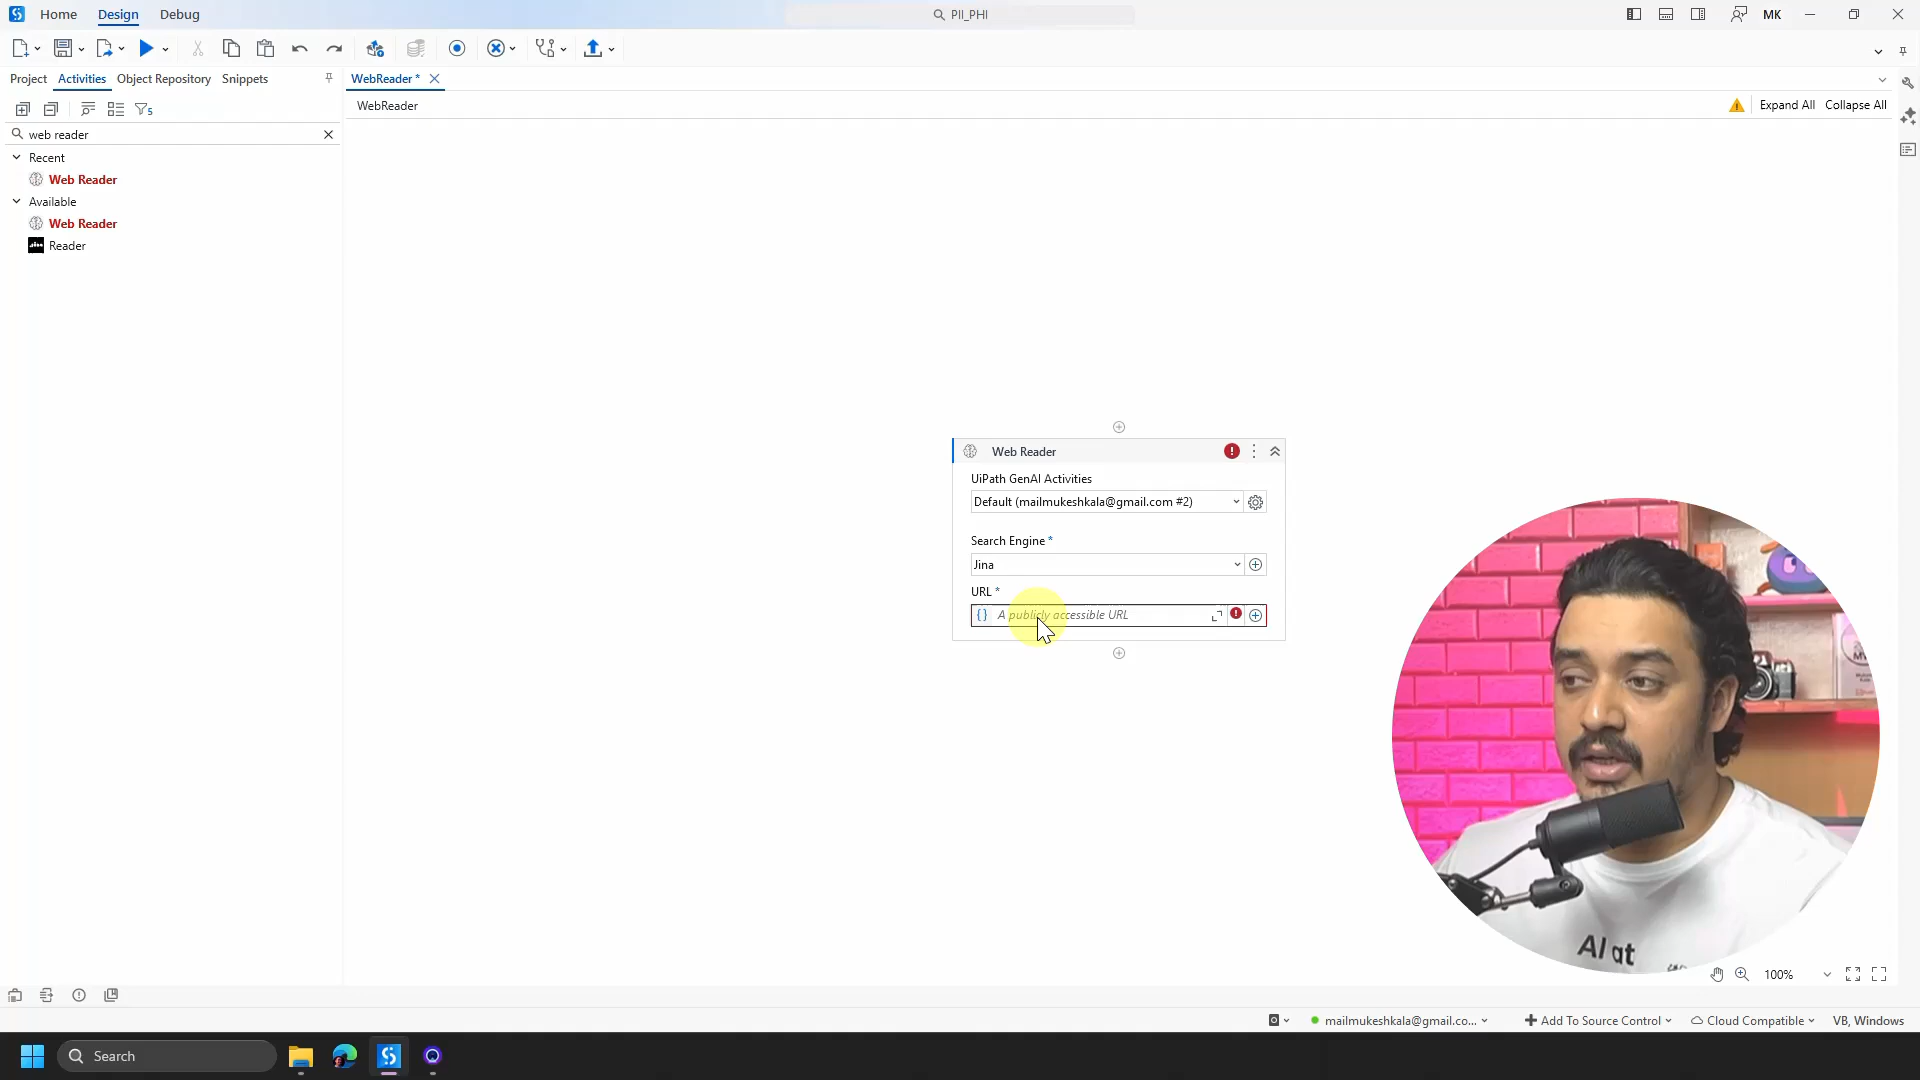 Home
Design
Debug
PII_PHI
MK
Project
Activities
Object Repository
Snippets
WebReader *
5
WebReader
Expand All
Collapse All
web reader
Recent
Web Reader
Available
Web Reader
Reader
Web Reader
UiPath GenAI Activities
Default (mailmukeshkala@gmail.com #2)
Search Engine *
Jina
URL *
A publicly accessible URL
AI at
100%
mailmukeshkala@gmail.co...
Add To Source Control
Cloud Compatible
VB, Windows
Search